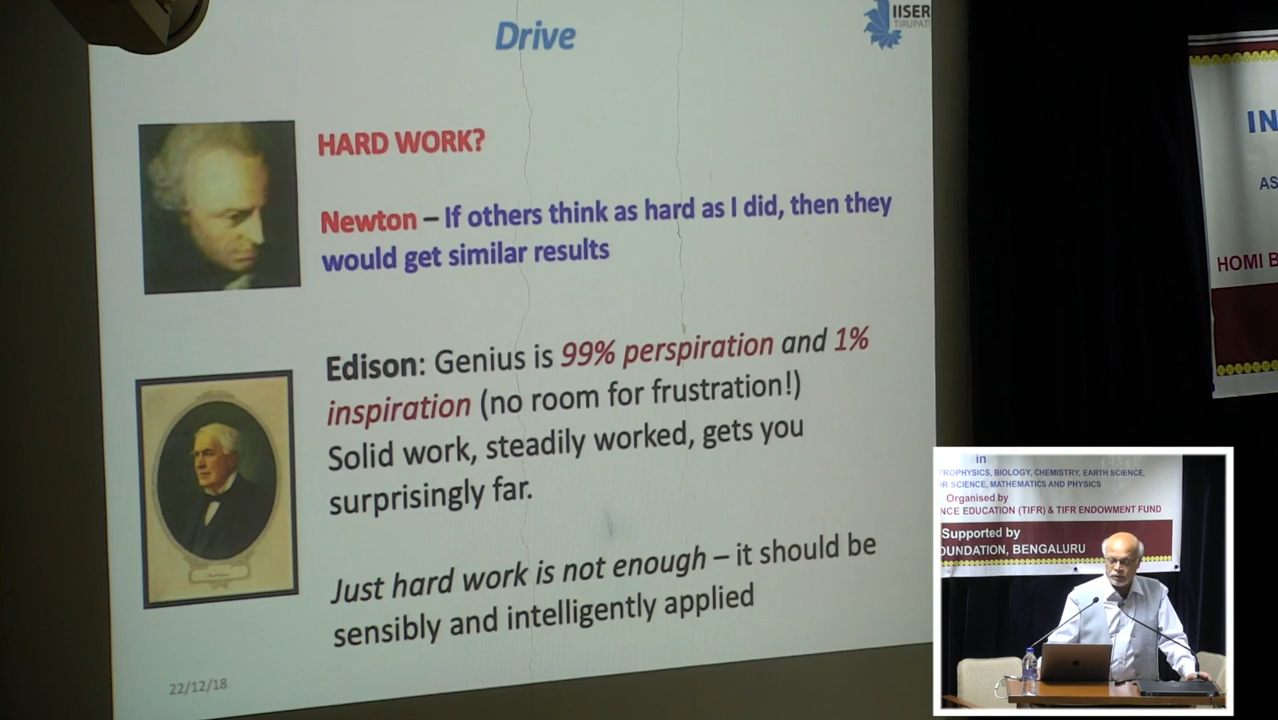 Drive
IISER
TIRUPATI
HARD WORK?
Newton – If others think as hard as I did, then they
would get similar results
Edison: Genius is 99% perspiration and 1%
inspiration (no room for frustration!)
Solid work, steadily worked, gets you
surprisingly far.
Just hard work is not enough – it should be
sensibly and intelligently applied
22/12/18
IN
AS
HOMI B
in
TROPHYSICS, BIOLOGY, CHEMISTRY, EARTH SCIENCE,
R SCIENCE, MATHEMATICS AND PHYSICS
Organised by
NCE EDUCATION (TIFR) & TIFR ENDOWMENT FUND
Supported by
OUNDATION, BENGALURU